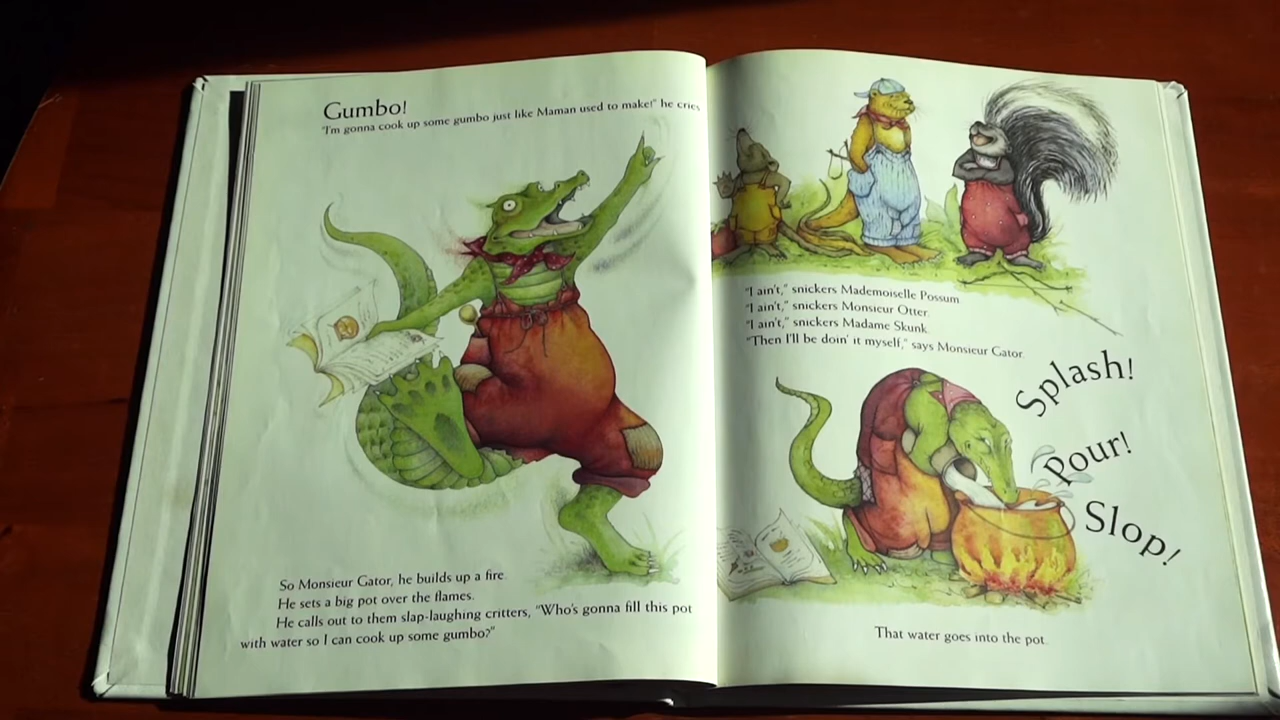 Gumbo!
"I'm gonna cook up some gumbo just like Maman used to make!" he cries
So Monsieur Gator, he builds up a fire.
He sets a big pot over the flames.
He calls out to them slap-laughing critters, "Who's gonna fill this pot
with water so I can cook up some gumbo?"
"I ain't," snickers Mademoiselle Possum
"I ain't," snickers Monsieur Otter.
"I ain't," snickers Madame Skunk.
"Then I'll be doin' it myself," says Monsieur Gator.
Splash!
Pour!
Slop!
That water goes into the pot.